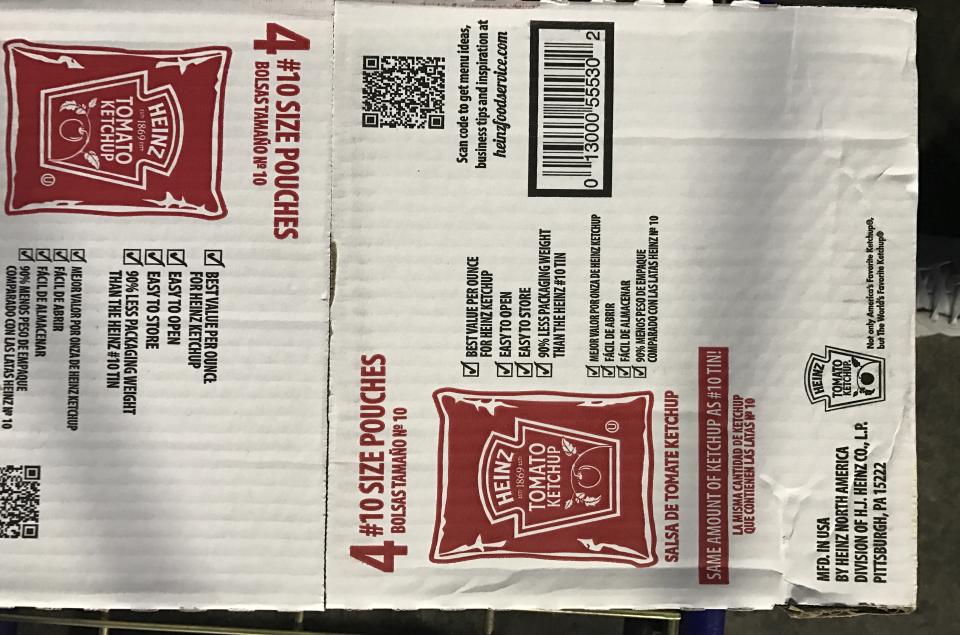 4 #10 SIZE POUCHES
BOLSAS TAMAÑO Nº 10
HEINZ
EST 1869 EST
TOMATO
KETCHUP
U
BEST VALUE PER OUNCE
FOR HEINZ KETCHUP
EASY TO OPEN
EASY TO STORE
90% LESS PACKAGING WEIGHT
THAN THE HEINZ #10 TIN
MEJOR VALOR POR ONZA DE HEINZ KETCHUP
FÁCIL DE ABRIR
FÁCIL DE ALMACENAR
90% MENOS PESO DE EMPAQUE
COMPARADO CON LAS LATAS HEINZ Nº 10
4 #10 SIZE POUCHES
BOLSAS TAMAÑO Nº 10
HEINZ
EST 1869 EST
TOMATO
KETCHUP
U
SALSA DE TOMATE KETCHUP
SAME AMOUNT OF KETCHUP AS #10 TIN!
LA MISMA CANTIDAD DE KETCHUP
QUE CONTIENEN LAS LATAS Nº 10
BEST VALUE PER OUNCE
FOR HEINZ KETCHUP
EASY TO OPEN
EASY TO STORE
90% LESS PACKAGING WEIGHT
THAN THE HEINZ #10 TIN
MEJOR VALOR POR ONZA DE HEINZ KETCHUP
FÁCIL DE ABRIR
FÁCIL DE ALMACENAR
90% MENOS PESO DE EMPAQUE
COMPARADO CON LAS LATAS HEINZ Nº 10
Scan code to get menu ideas,
business tips and inspiration at
heinzfoodservice.com
0 13000 55530 2
MFD. IN USA
BY HEINZ NORTH AMERICA
DIVISION OF H.J. HEINZ CO., L.P.
PITTSBURGH, PA 15222
HEINZ
TOMATO
KETCHUP
Not only America's Favorite Ketchup®,
but The World's Favorite Ketchup®